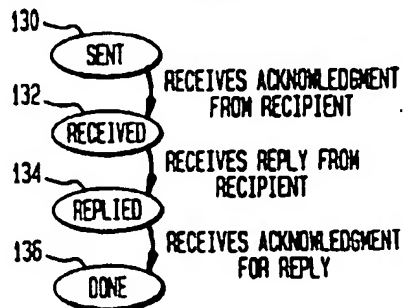 130
SENT
RECEIVES ACKNOWLEDGMENT
FROM RECIPIENT
132
RECEIVED
RECEIVES REPLY FROM
RECIPIENT
134
REPLIED
RECEIVES ACKNOWLEDGMENT
FOR REPLY
136
DONE